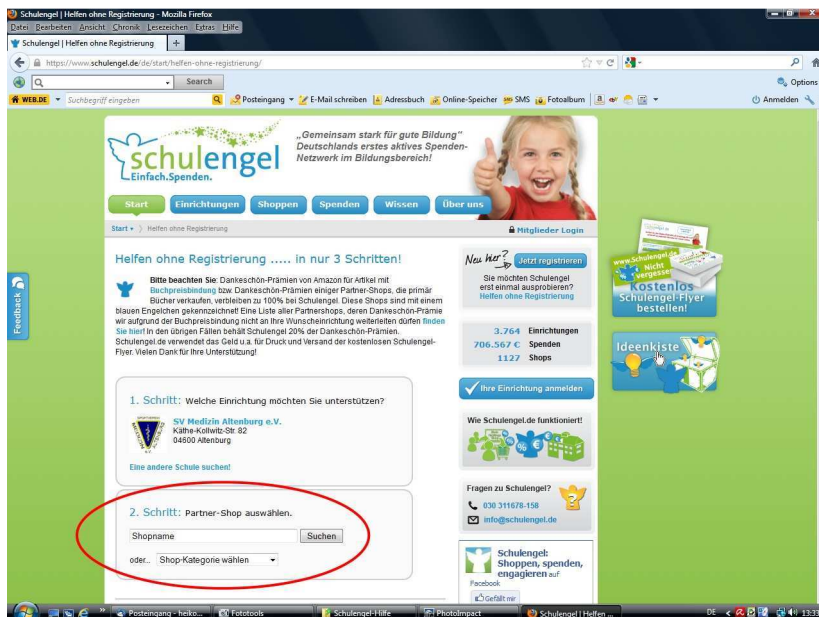 Schulengel | Helfen ohne Registrierung - Mozilla Firefox
Datei Bearbeiten Ansicht Chronik Lesezeichen Extras Hilfe
Schulengel | Helfen ohne Registrierung +
https://www.schulengel.de/de/start/helfen-ohne-registrierung/
Search
Options
WEB.DE Suchbegriff eingeben Posteingang E-Mail schreiben Adressbuch Online-Speicher SMS Fotoalbum Anmelden
schulengel
Einfach.Spenden.
„Gemeinsam stark für gute Bildung"
Deutschlands erstes aktives Spenden-
Netzwerk im Bildungsbereich!
Start Einrichtungen Shoppen Spenden Wissen Über uns
Start Helfen ohne Registrierung
Mitglieder Login
Helfen ohne Registrierung ..... in nur 3 Schritten!
Bitte beachten Sie: Dankeschön-Prämien von Amazon für Artikel mit
Buchpreisbindung bzw. Dankeschön-Prämien einiger Partner-Shops, die primär
Bücher verkaufen, verbleiben zu 100% bei Schulengel. Diese Shops sind mit einem
blauen Engelchen gekennzeichnet! Eine Liste aller Partnershops, deren Dankeschön-Prämie
wir aufgrund der Buchpreisbindung nicht an Ihre Wunscheinrichtung weiterleiten dürfen finden
Sie hier! In den übrigen Fällen behält Schulengel 20% der Dankeschön-Prämien.
Schulengel.de verwendet das Geld u.a. für Druck und Versand der kostenlosen Schulengel-
Flyer. Vielen Dank für Ihre Unterstützung!
1. Schritt: Welche Einrichtung möchten Sie unterstützen?
SV Medizin Altenburg e.V.
Käthe-Kollwitz-Str. 82
04600 Altenburg
Eine andere Schule suchen!
2. Schritt: Partner-Shop auswählen.
Shopname Suchen
oder... Shop-Kategorie wählen
Neu hier? Jetzt registrieren
Sie möchten Schulengel
erst einmal ausprobieren?
Helfen ohne Registrierung
3.764 Einrichtungen
706.567 € Spenden
1127 Shops
Ihre Einrichtung anmelden
Wie Schulengel.de funktioniert!
Fragen zu Schulengel?
030 311678-158
info@schulengel.de
Schulengel:
Shoppen, spenden,
engagieren auf
Facebook
Gefällt mir
www.Schulengel.de
Nicht
vergessen
Kostenlos
Schulengel-Flyer
bestellen!
Ideenkiste
Feedback
Posteingang - heiko... Fototools Schulengel-Hilfe PhotoImpact Schulengel | Helfen ... DE 13:33